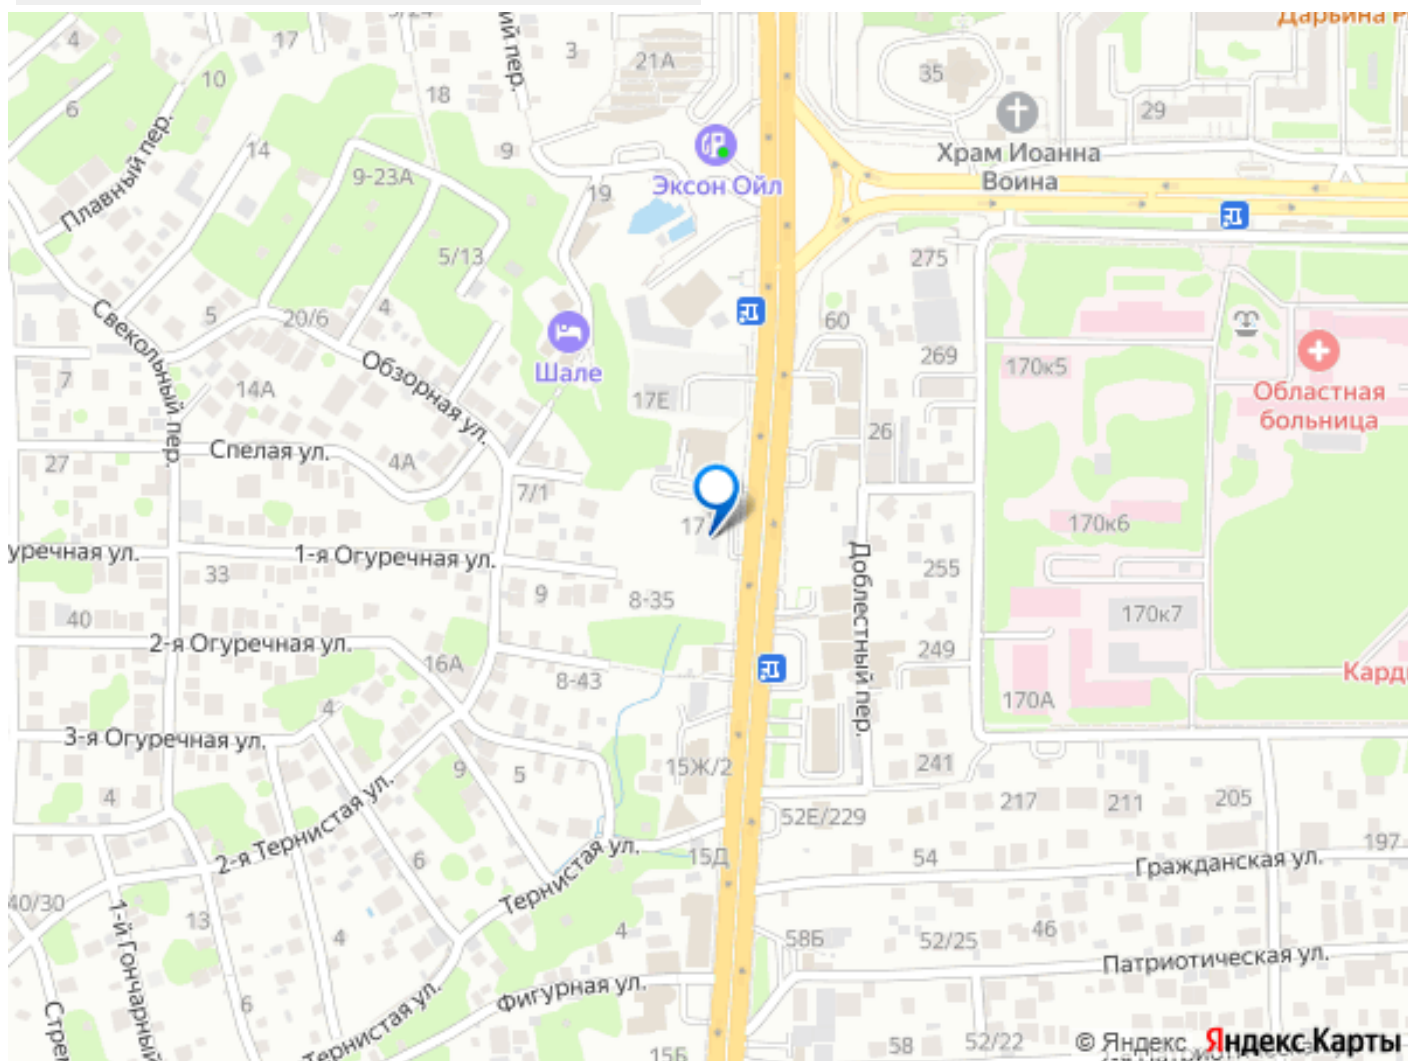 Дарьина Р
5/24
17
4
ий пер.
3
21А
35
10
29
18
6
Храм Иоанна
Воина
14
9
Плавный пер.
9-23А
Эксон Ойл
19
5/13
275
Свекольный пер.
5
20/6
4
60
269
Обзорная ул.
Шале
170к5
7
14А
17Е
Областная
больница
26
Спелая ул.
27
4А
7/1
17
170к6
уречная ул.
1-я Огуречная ул.
33
Доблестный пер.
255
9
8-35
40
170к7
2-я Огуречная ул.
249
16А
8-43
Кард
170А
4
3-я Огуречная ул.
9
5
15Ж/2
241
4
217
211
205
2-я Тернистая ул.
52Е/229
197
6
Тернистая ул.
15Д
54
Гражданская ул.
40/30
1-й Гончарный
13
4
4
58Б
52/25
46
Патриотическая ул.
6
Фигурная ул.
Стре
Тернистая ул.
15Б
58
52/22
© Яндекс Яндекс Карты